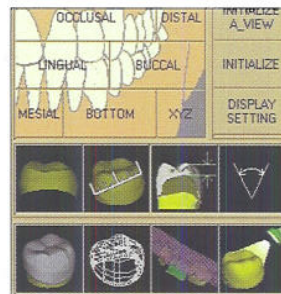 OCCLUSAL DISTAL
INITIALIZE
A_VIEW
LINGUAL BUCCAL
INITIALIZE
MESIAL BOTTOM XYZ
DISPLAY
SETTING